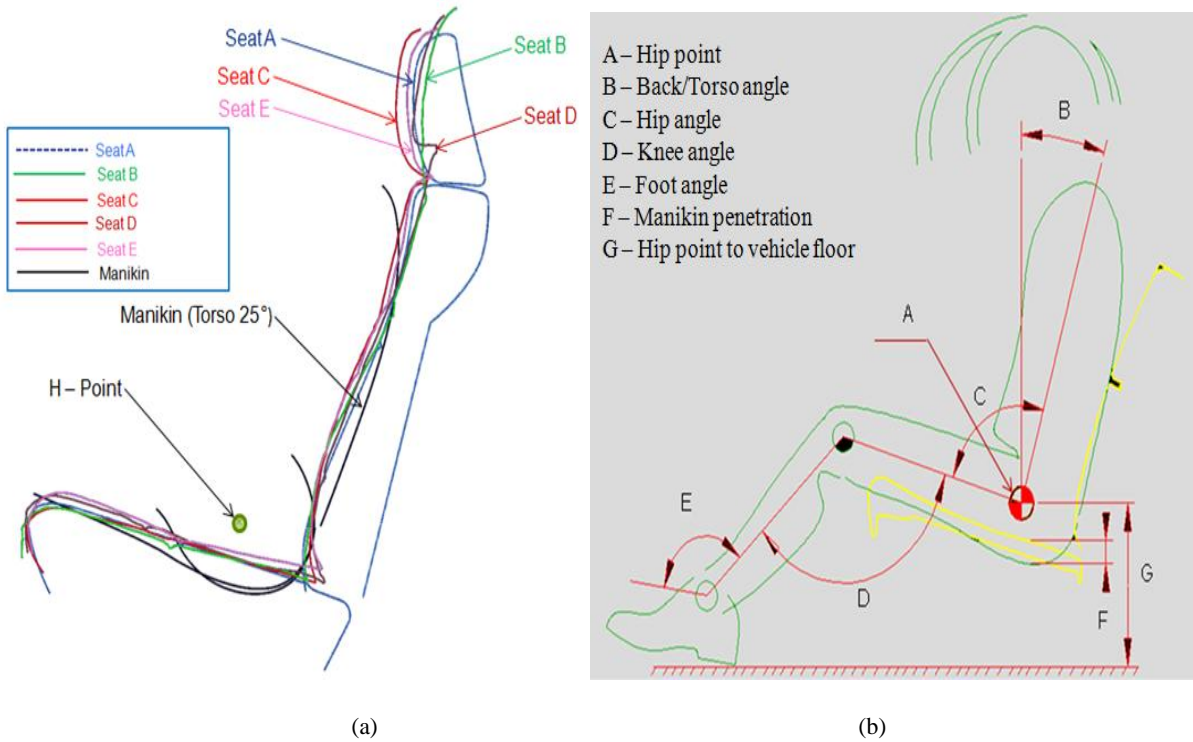 Seat A
Seat B
Seat C
Seat E
Seat D
Seat A
Seat B
Seat C
Seat D
Seat E
Manikin
Manikin (Torso 25°)
H – Point
A – Hip point
B – Back/Torso angle
C – Hip angle
D – Knee angle
E – Foot angle
F – Manikin penetration
G – Hip point to vehicle floor
B
A
C
E
D
G
F
(a)
(b)